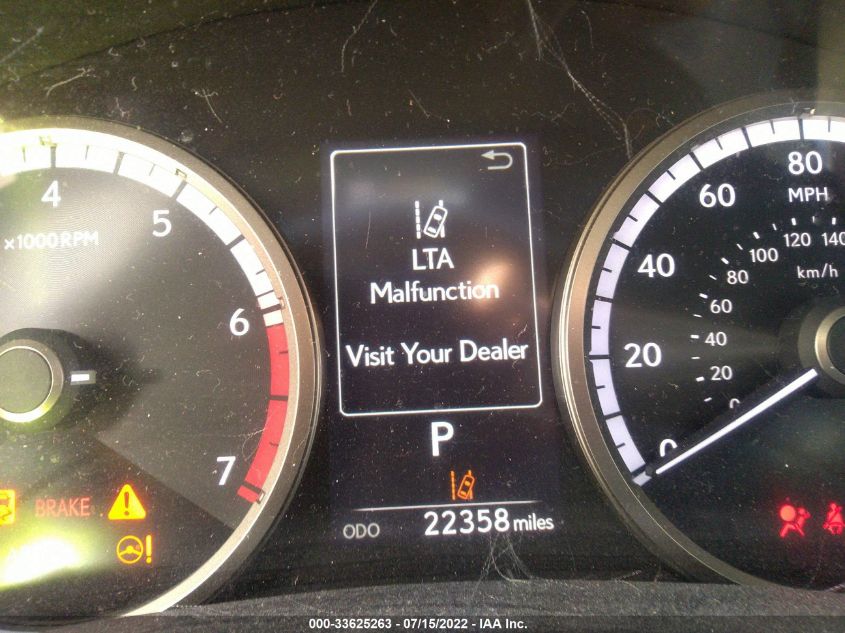 4
5
×1000 RPM
6
7
BRAKE
LTA
Malfunction
Visit Your Dealer
P
ODO 22358 miles
80
60
MPH
120
140
100
40
km/h
80
60
40
20
20
0
0
000-33625263 - 07/15/2022 - IAA Inc.